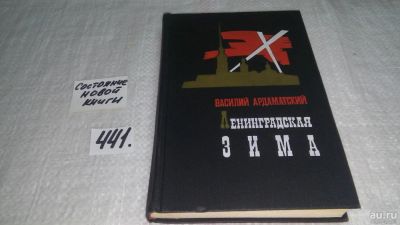 Состояние
новой
книги
441.
ВАСИЛИЙ АРДАМАТСКИЙ
ЛЕНИНГРАДСКАЯ
ЗИМА
au.ru